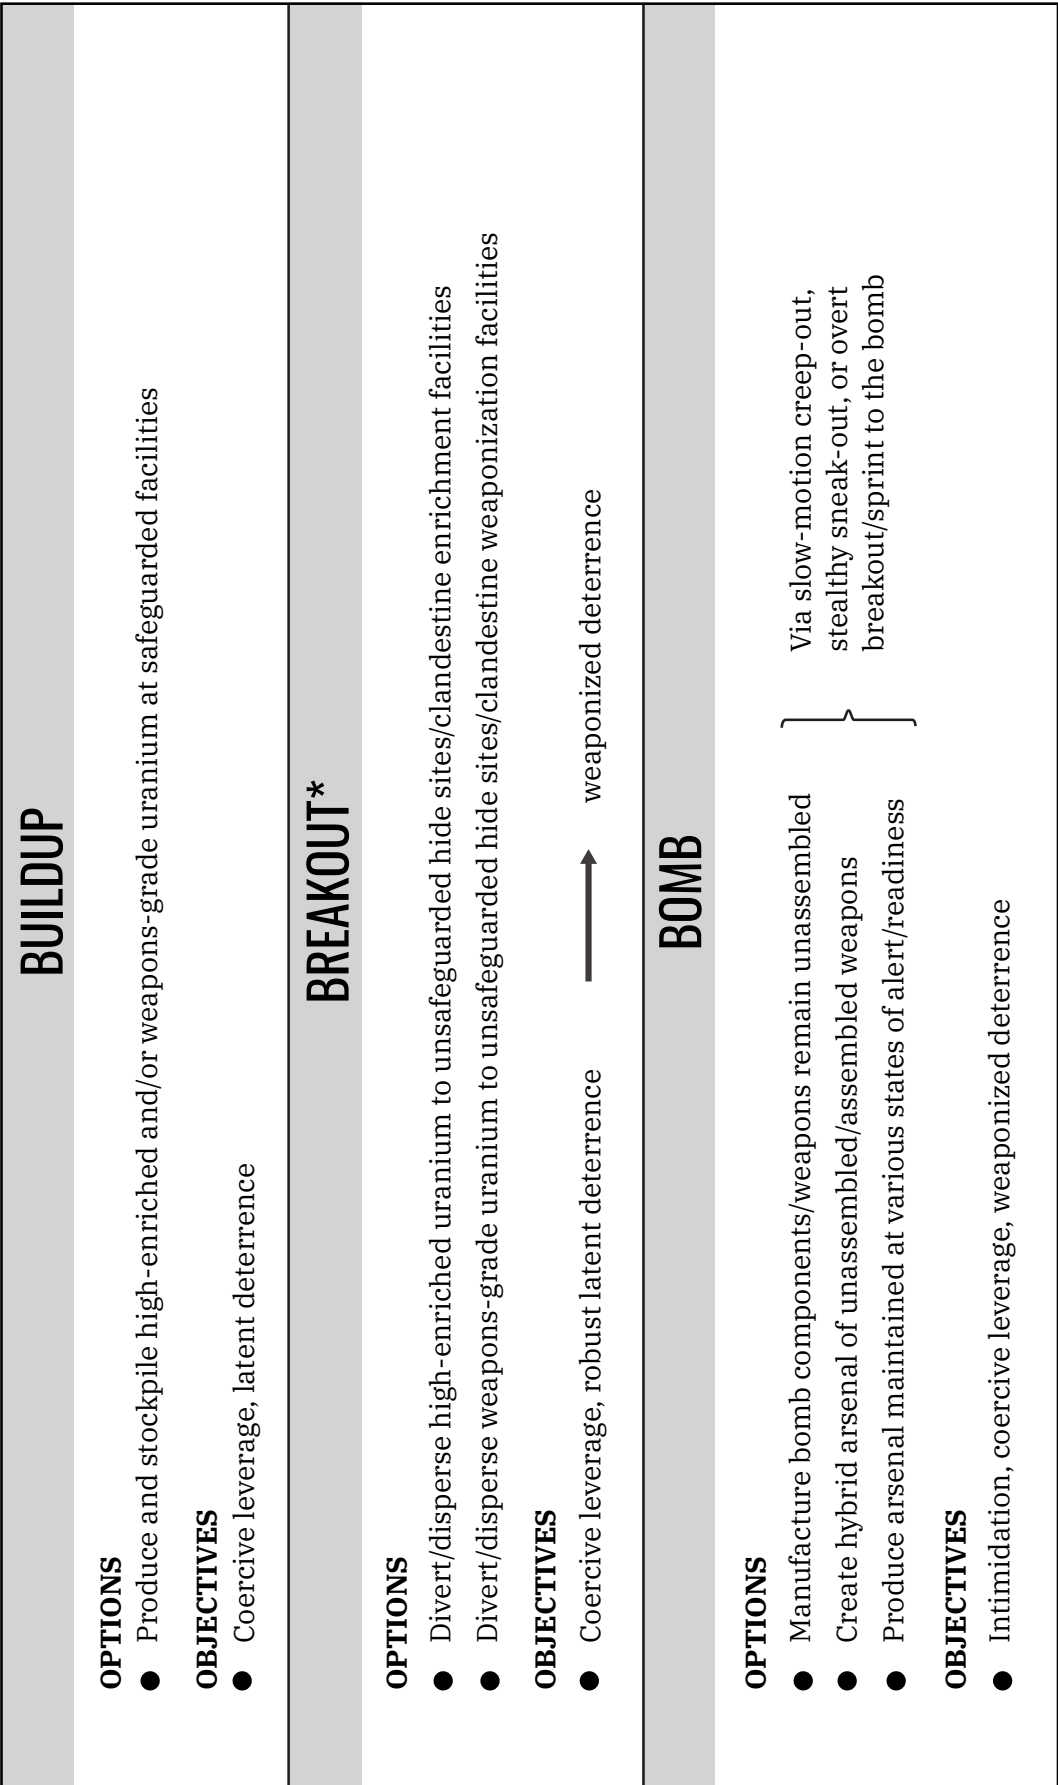 BUILDUP
OPTIONS
● Produce and stockpile high-enriched and/or weapons-grade uranium at safeguarded facilities
OBJECTIVES
● Coercive leverage, latent deterrence
BREAKOUT*
OPTIONS
● Divert/disperse high-enriched uranium to unsafeguarded hide sites/clandestine enrichment facilities
● Divert/disperse weapons-grade uranium to unsafeguarded hide sites/clandestine weaponization facilities
OBJECTIVES
● Coercive leverage, robust latent deterrence → weaponized deterrence
BOMB
OPTIONS
● Manufacture bomb components/weapons remain unassembled
● Create hybrid arsenal of unassembled/assembled weapons
● Produce arsenal maintained at various states of alert/readiness
Via slow-motion creep-out,
stealthy sneak-out, or overt
breakout/sprint to the bomb
OBJECTIVES
● Intimidation, coercive leverage, weaponized deterrence